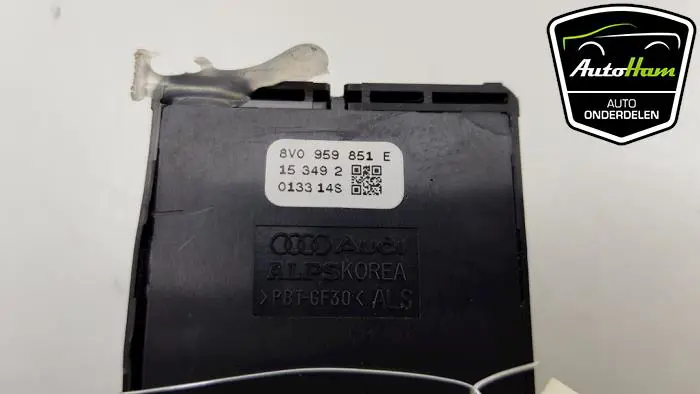 AutoHam
AUTO
ONDERDELEN
8V0 959 851 E
15 349 2
0133 14S
Audi
ALPS KOREA
>PBT-GF30< ALS